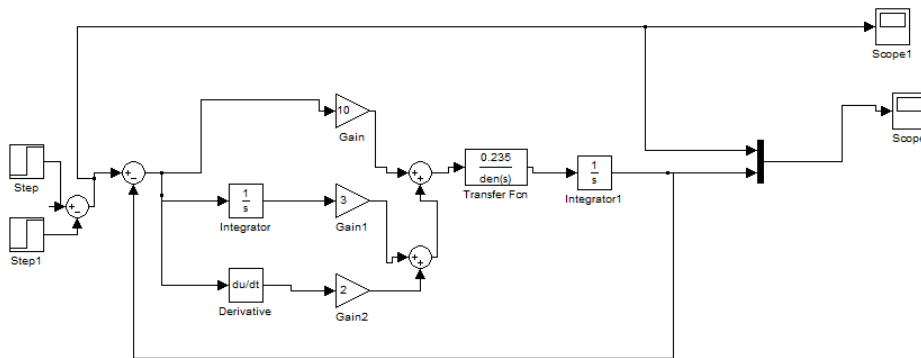 Scope1
Scope
10
Gain
Step
Step1
1
s
Integrator
3
Gain1
du/dt
Derivative
2
Gain2
0.235
den(s)
Transfer Fcn
1
s
Integrator1